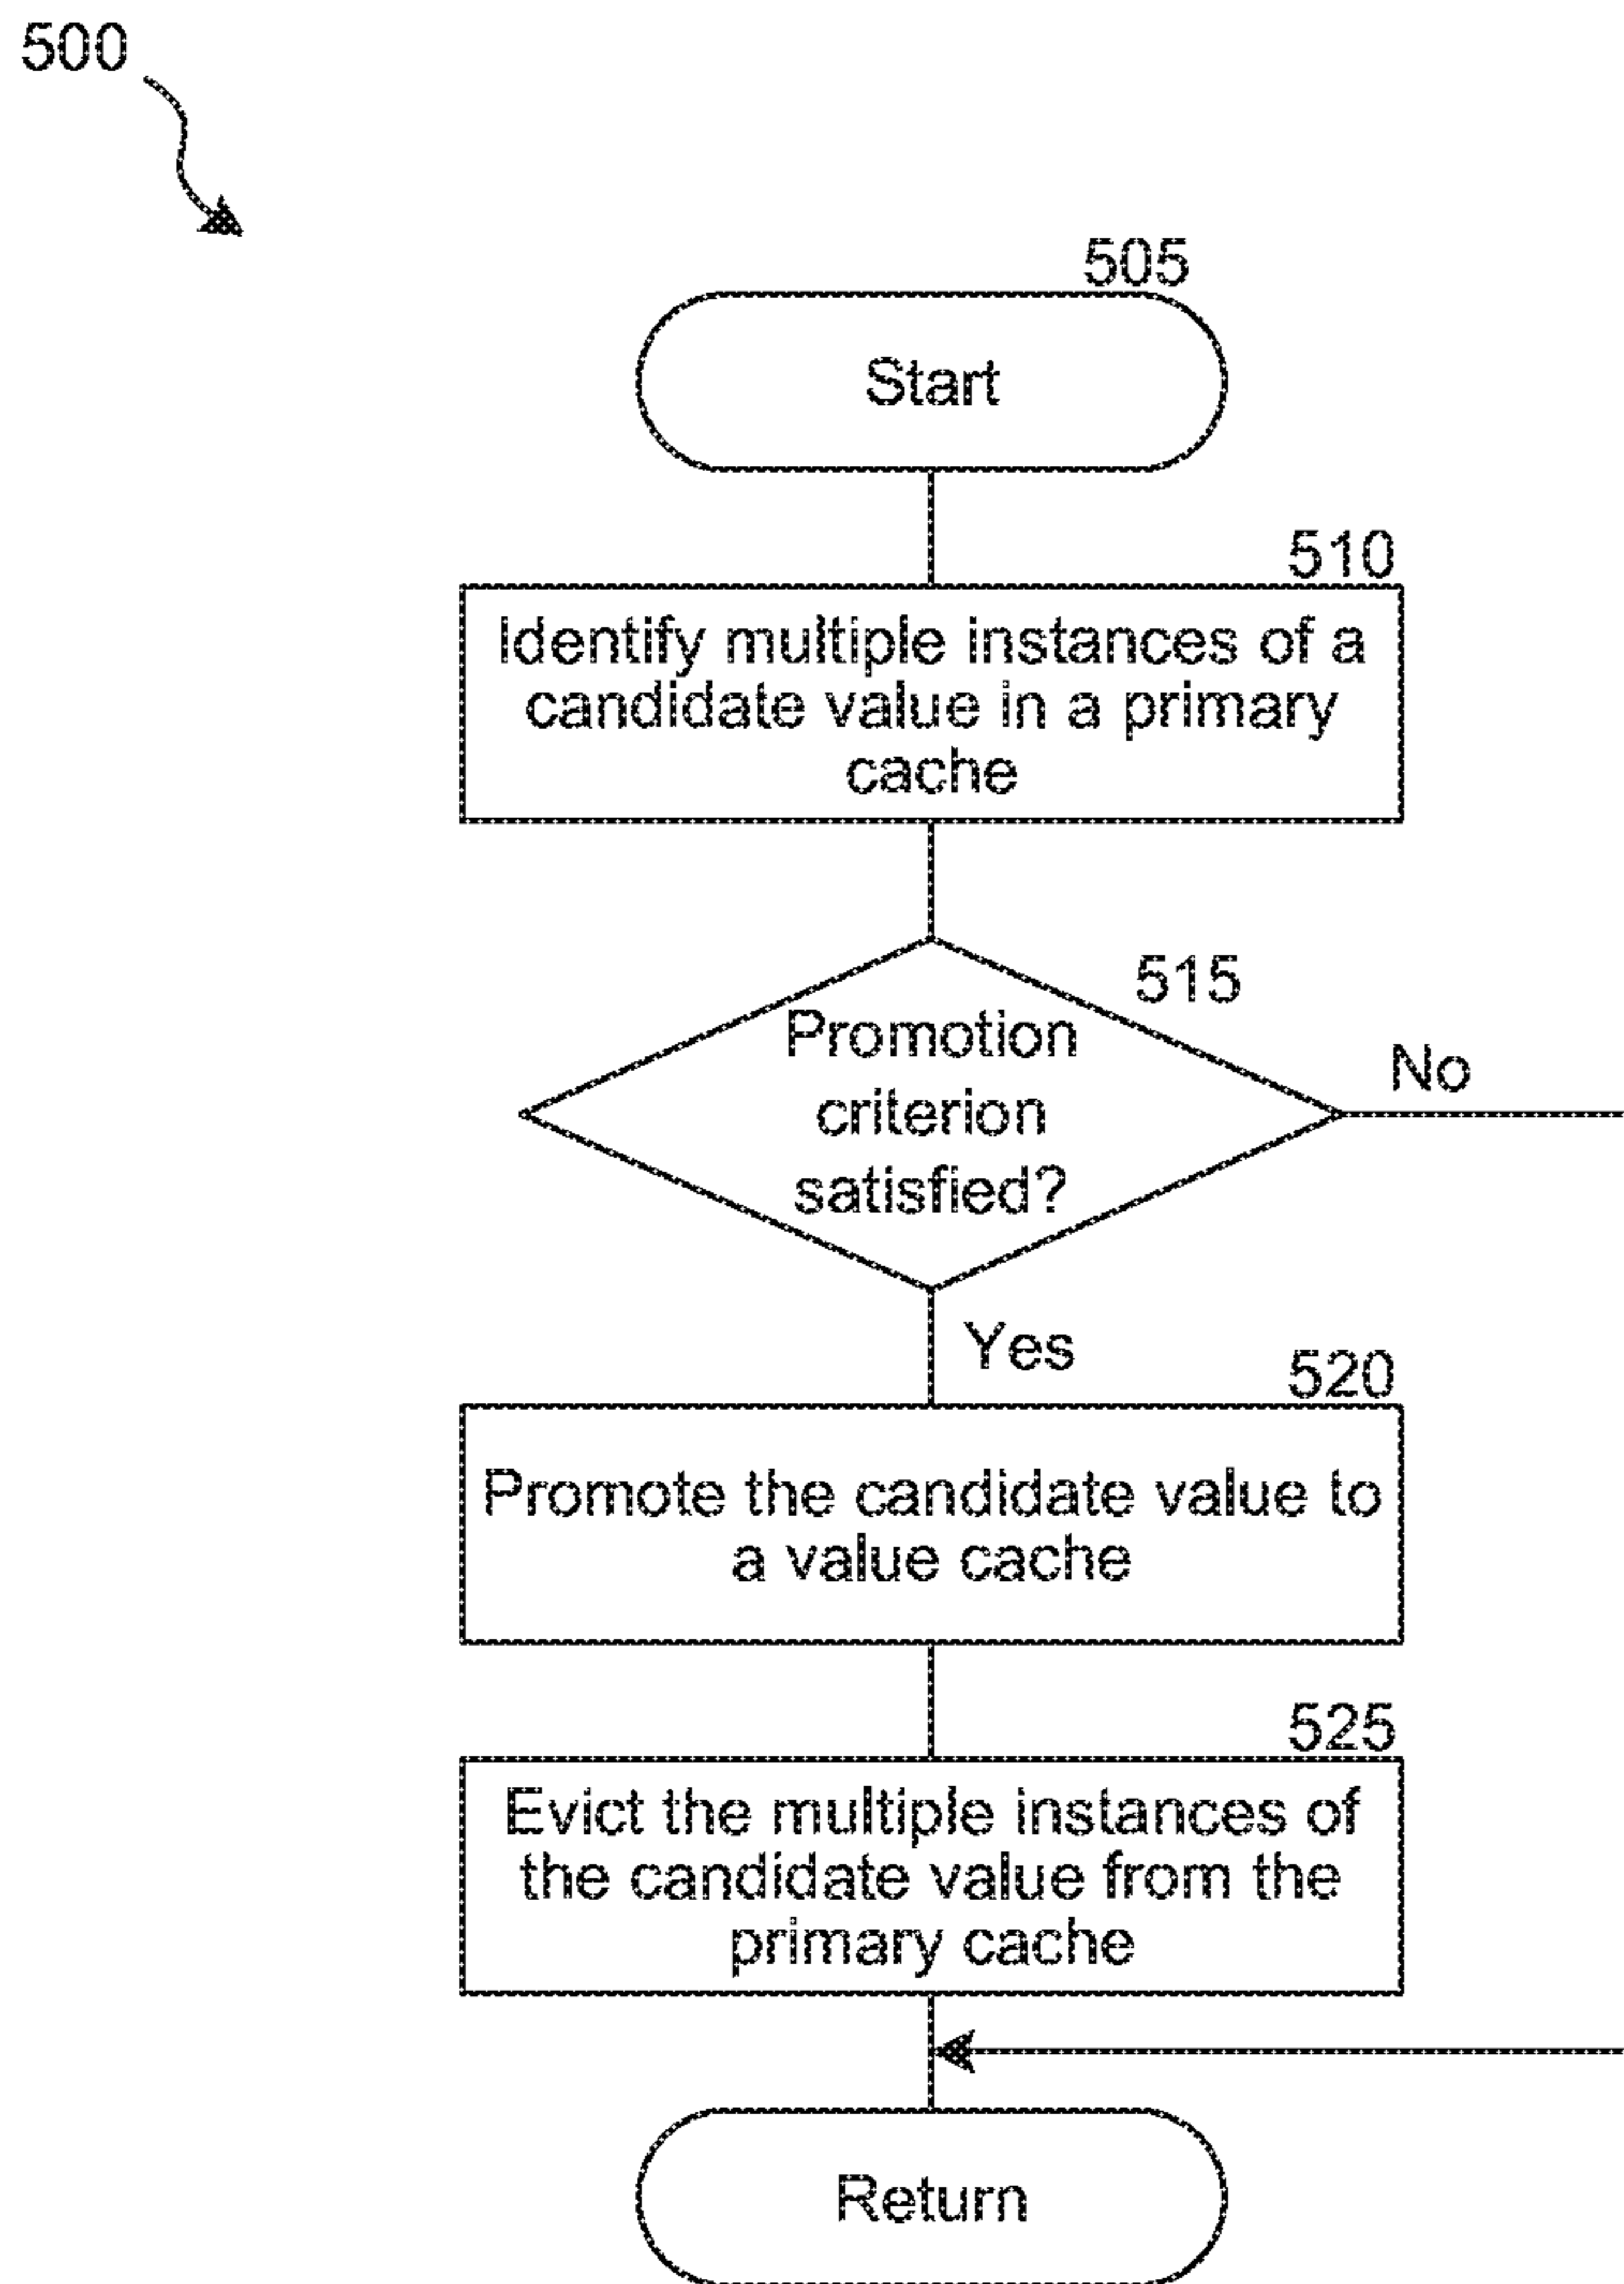 500
505
Start
510
Identify multiple instances of a
candidate value in a primary
cache
515
Promotion
criterion
satisfied?
No
Yes
520
Promote the candidate value to
a value cache
525
Evict the multiple instances of
the candidate value from the
primary cache
Return